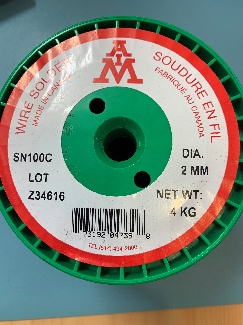 AIM
WIRE SOLDER
MADE IN CANADA
SOUDURE EN FIL
FABRIQUE AU CANADA
SN100C
LOT
Z34616
DIA.
2 MM
NET WT:
4 KG